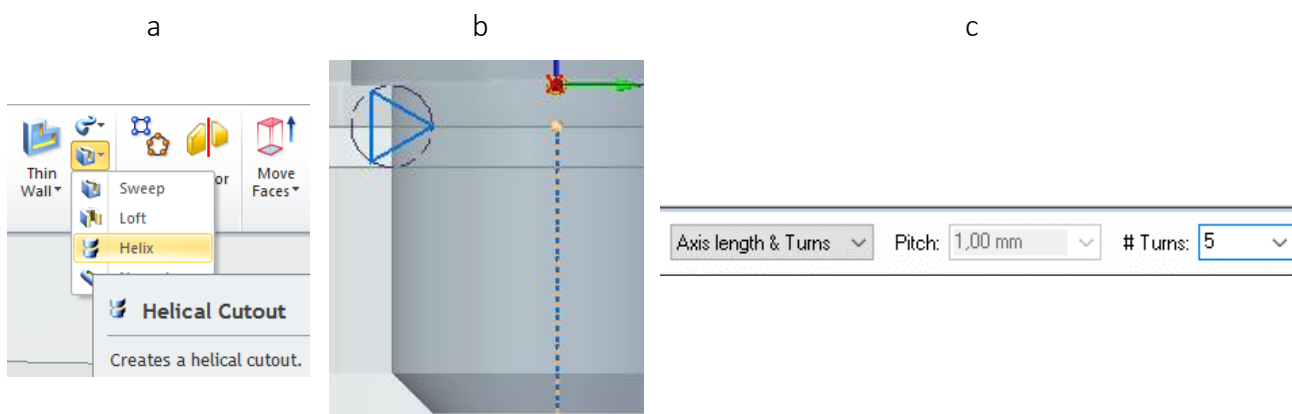 a b c
Thin
Wall
or
Move
Faces
Sweep
Loft
Helix
Helical Cutout
Creates a helical cutout.
Axis length & Turns Pitch: 1,00 mm # Turns: 5